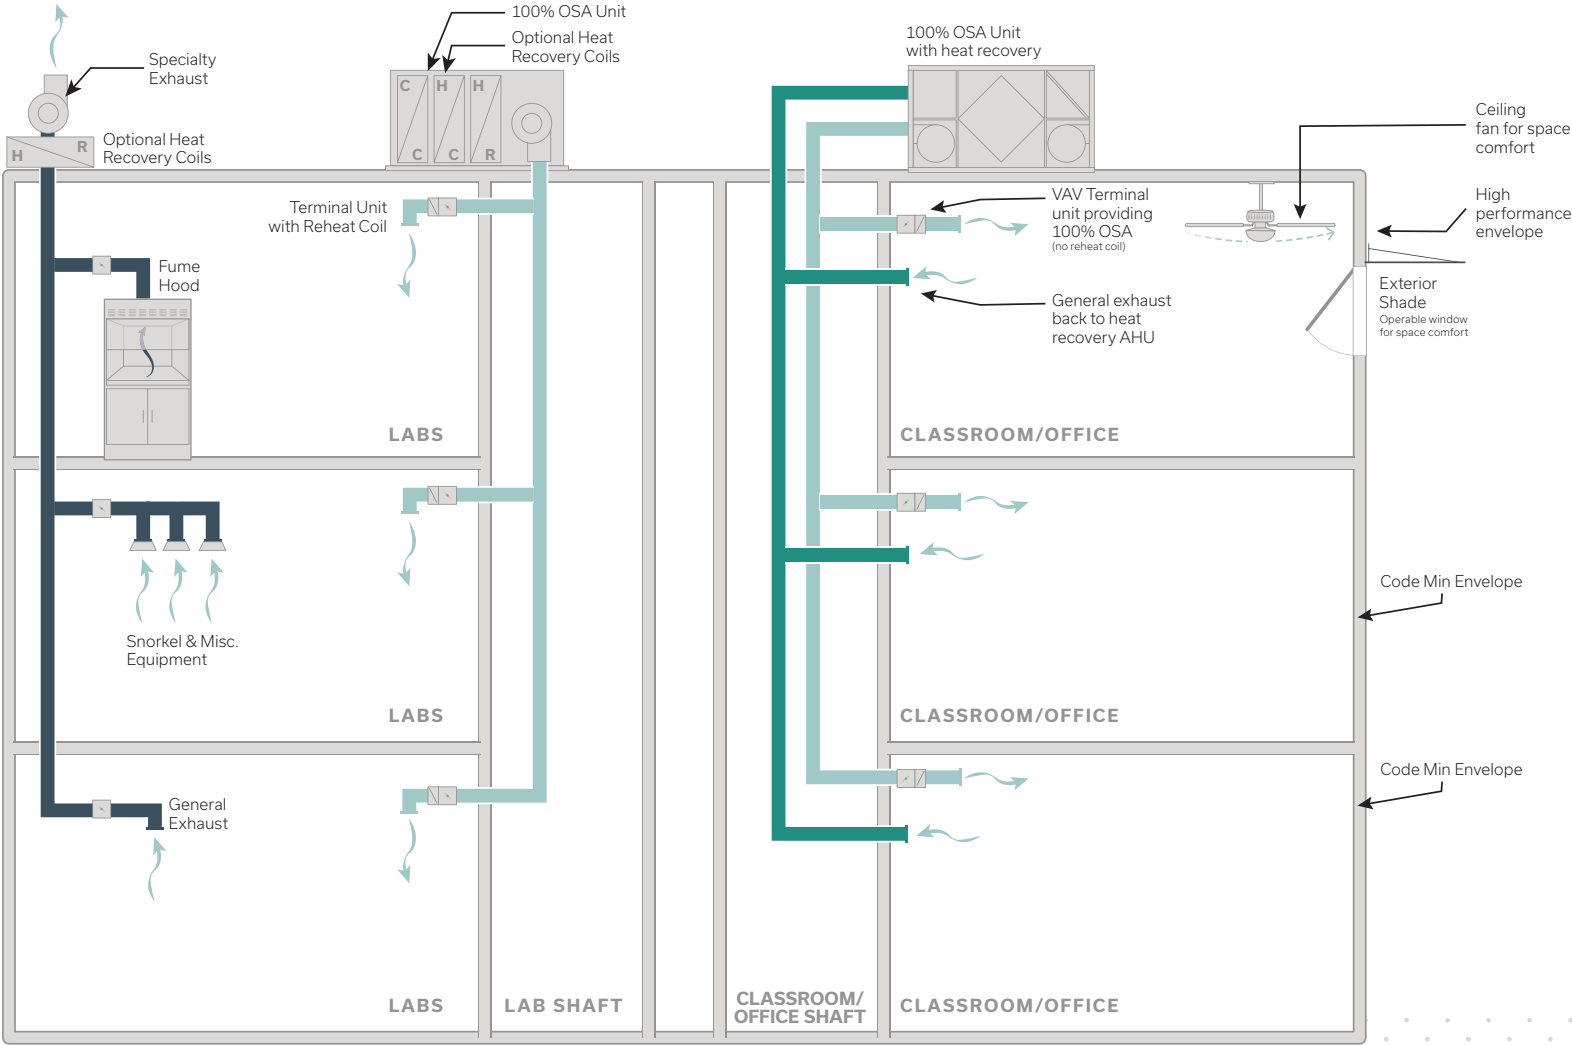 100% OSA Unit
Optional Heat
Recovery Coils
Specialty
Exhaust
Optional Heat
Recovery Coils
H
R
C
C
H
C
H
R
100% OSA Unit
with heat recovery
Ceiling
fan for space
comfort
High
performance
envelope
Terminal Unit
with Reheat Coil
VAV Terminal
unit providing
100% OSA
(no reheat coil)
General exhaust
back to heat
recovery AHU
Exterior
Shade
Operable window
for space comfort
Fume
Hood
LABS
CLASSROOM/OFFICE
Snorkel & Misc.
Equipment
Code Min Envelope
LABS
CLASSROOM/OFFICE
General
Exhaust
Code Min Envelope
LABS
LAB SHAFT
CLASSROOM/
OFFICE SHAFT
CLASSROOM/OFFICE